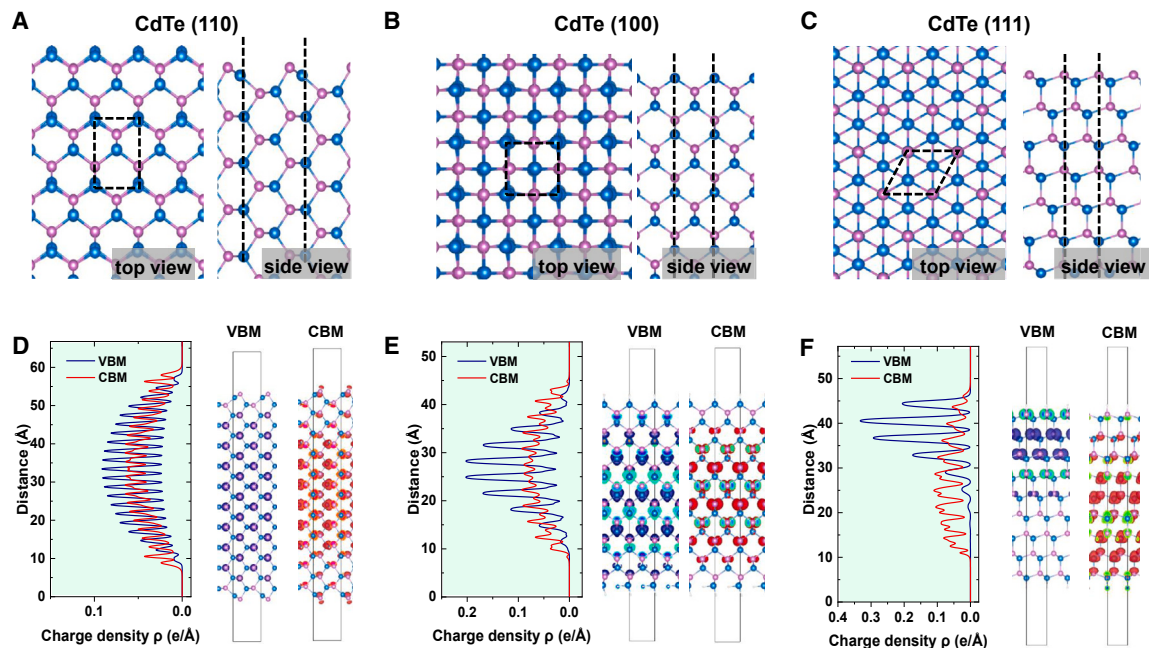 A CdTe (110)
top view
side view
B CdTe (100)
top view
side view
C CdTe (111)
top view
side view
D
VBM
CBM
60
50
40
30
20
10
0
Distance (Å)
0.1 0.0
Charge density ρ (e/Å)
VBM
CBM
E
VBM
CBM
50
40
30
20
10
0
Distance (Å)
0.2 0.1 0.0
Charge density ρ (e/Å)
VBM
CBM
F
VBM
CBM
50
40
30
20
10
0
Distance (Å)
0.4 0.3 0.2 0.1 0.0
Charge density ρ (e/Å)
VBM
CBM